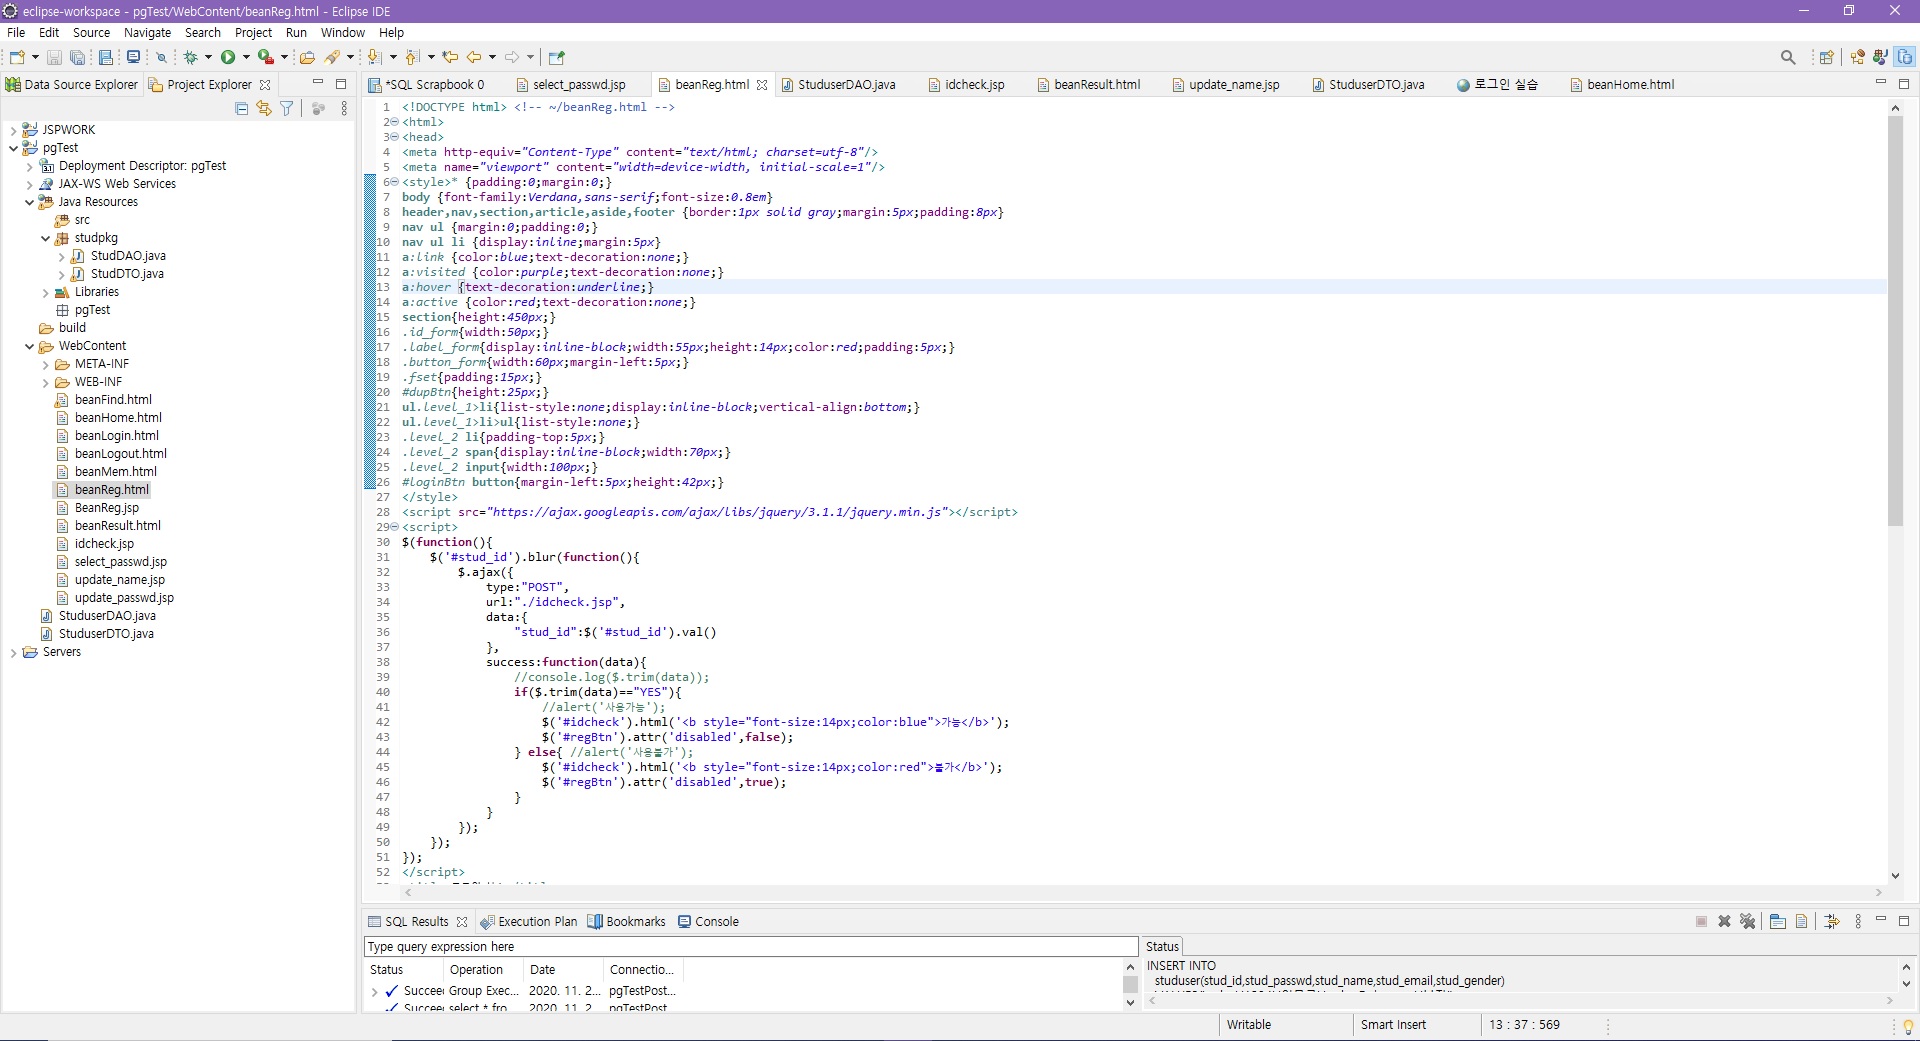 eclipse-workspace - pgTest/WebContent/beanReg.html - Eclipse IDE
File Edit Source Navigate Search Project Run Window Help
Data Source Explorer Project Explorer
JSPWORK
pgTest
Deployment Descriptor: pgTest
JAX-WS Web Services
Java Resources
src
studpkg
StudDAO.java
StudDTO.java
Libraries
pgTest
build
WebContent
META-INF
WEB-INF
beanFind.html
beanHome.html
beanLogin.html
beanLogout.html
beanMem.html
beanReg.html
BeanReg.jsp
beanResult.html
idcheck.jsp
select_passwd.jsp
update_name.jsp
update_passwd.jsp
StuduserDAO.java
StuduserDTO.java
Servers
*SQL Scrapbook 0 select_passwd.jsp beanReg.html StuduserDAO.java idcheck.jsp beanResult.html update_name.jsp StuduserDTO.java 로그인 실습 beanHome.html
1 <!DOCTYPE html> <!-- ~/beanReg.html -->
2 <html>
3 <head>
4 <meta http-equiv="Content-Type" content="text/html; charset=utf-8"/>
5 <meta name="viewport" content="width=device-width, initial-scale=1"/>
6 <style>* {padding:0;margin:0;}
7 body {font-family:Verdana,sans-serif;font-size:0.8em}
8 header,nav,section,article,aside,footer {border:1px solid gray;margin:5px;padding:8px}
9 nav ul {margin:0;padding:0;}
10 nav ul li {display:inline;margin:5px}
11 a:link {color:blue;text-decoration:none;}
12 a:visited {color:purple;text-decoration:none;}
13 a:hover {text-decoration:underline;}
14 a:active {color:red;text-decoration:none;}
15 section{height:450px;}
16 .id_form{width:50px;}
17 .label_form{display:inline-block;width:55px;height:14px;color:red;padding:5px;}
18 .button_form{width:60px;margin-left:5px;}
19 .fset{padding:15px;}
20 #dupBtn{height:25px;}
21 ul.level_1>li{list-style:none;display:inline-block;vertical-align:bottom;}
22 ul.level_1>li>ul{list-style:none;}
23 .level_2 li{padding-top:5px;}
24 .level_2 span{display:inline-block;width:70px;}
25 .level_2 input{width:100px;}
26 #loginBtn button{margin-left:5px;height:42px;}
27 </style>
28 <script src="https://ajax.googleapis.com/ajax/libs/jquery/3.1.1/jquery.min.js"></script>
29 <script>
30 $(function(){
31 $('#stud_id').blur(function(){
32 $.ajax({
33 type:"POST",
34 url:"./idcheck.jsp",
35 data:{
36 "stud_id":$('#stud_id').val()
37 },
38 success:function(data){
39 //console.log($.trim(data));
40 if($.trim(data)=="YES"){
41 //alert('사용가능');
42 $('#idcheck').html('<b style="font-size:14px;color:blue">가능</b>');
43 $('#regBtn').attr('disabled',false);
44 } else{ //alert('사용불가');
45 $('#idcheck').html('<b style="font-size:14px;color:red">불가</b>');
46 $('#regBtn').attr('disabled',true);
47 }
48 }
49 });
50 });
51 });
52 </script>
SQL Results Execution Plan Bookmarks Console
Type query expression here
Status Operation Date Connectio...
Succee Group Exec... 2020. 11. 2... pgTestPost...
Succee select * fro 2020. 11. 2 pgTestPost
Status
INSERT INTO
studuser(stud_id,stud_passwd,stud_name,stud_email,stud_gender)
Writable Smart Insert 13 : 37 : 569